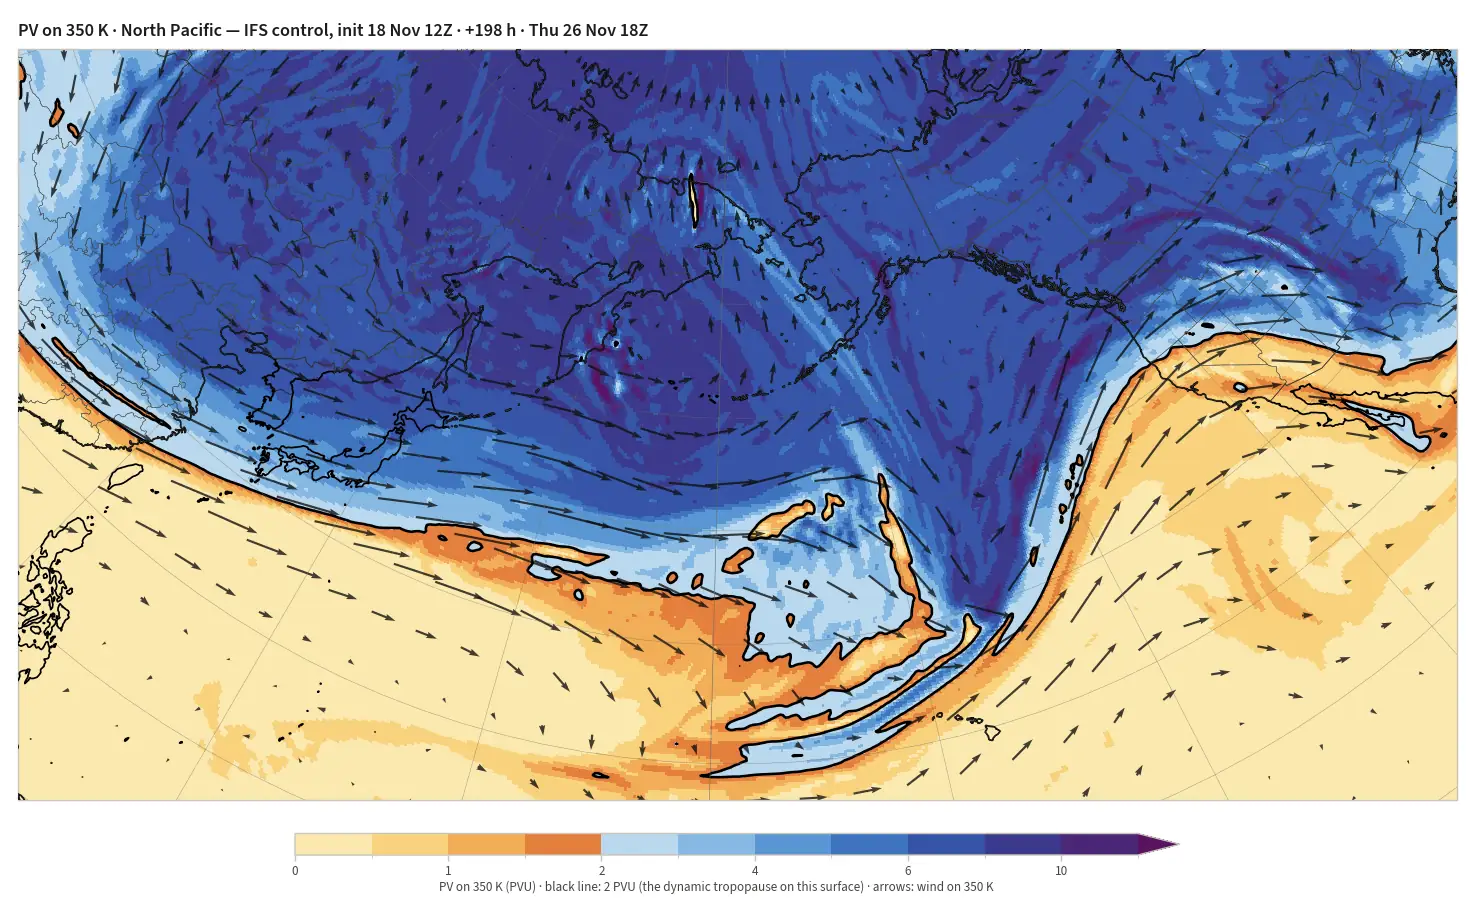 PV on 350 K · North Pacific — IFS control, init 18 Nov 12Z · +198 h · Thu 26 Nov 18Z
0 1 2 4 6 10
PV on 350 K (PVU) · black line: 2 PVU (the dynamic tropopause on this surface) · arrows: wind on 350 K